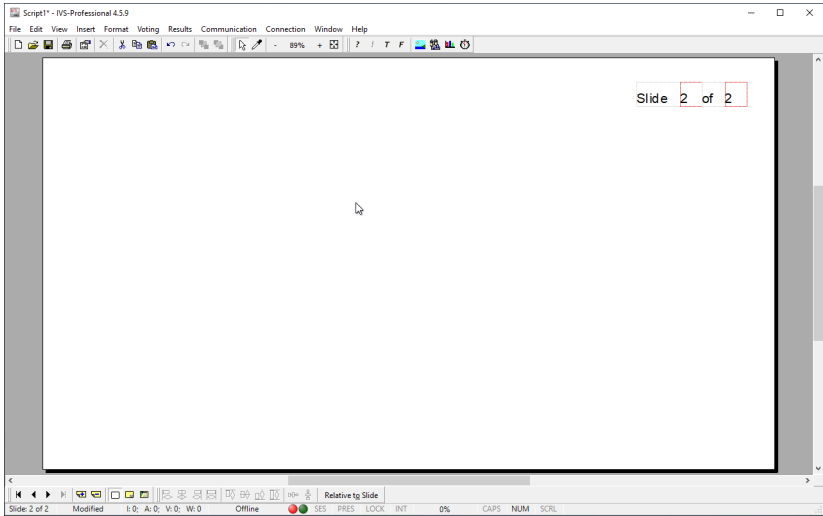 Script1* - IVS-Professional 4.5.9
File Edit View Insert Format Voting Results Communication Connection Window Help
- 89% + ? ! T F
Slide 2 of 2
Relative to Slide
Slide: 2 of 2 Modified I: 0; A: 0; V: 0; W: 0 Offline SES PRES LOCK INT 0% CAPS NUM SCRL